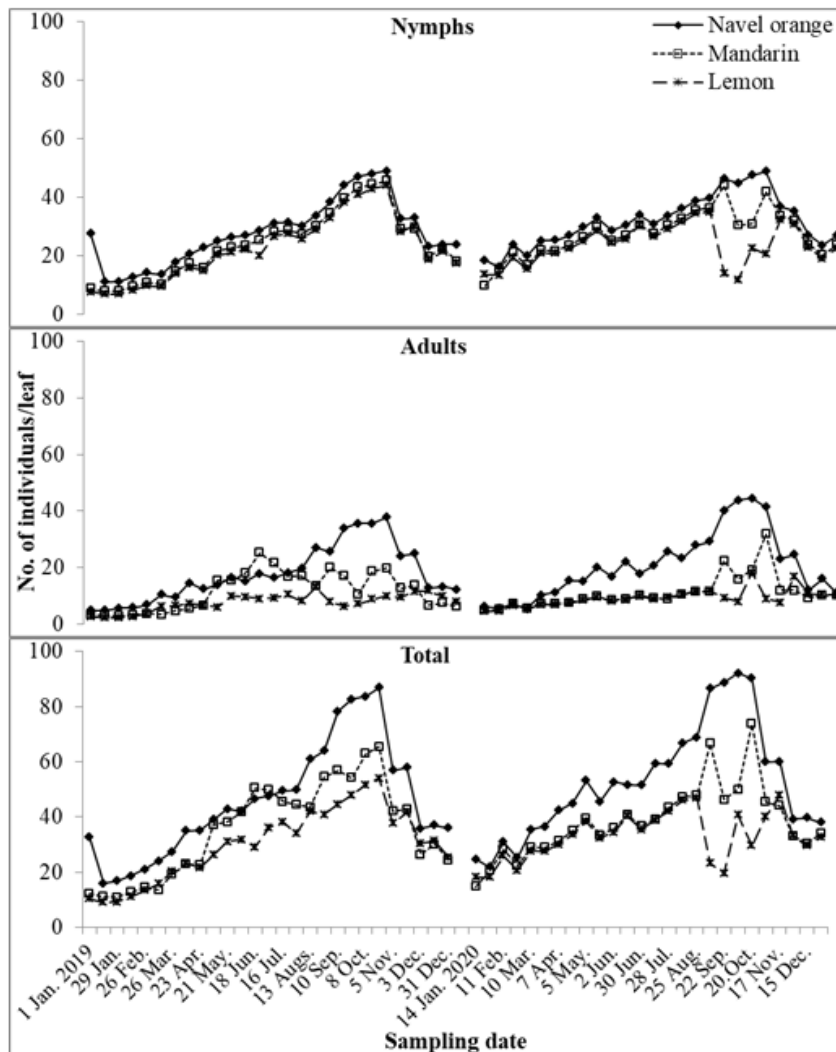 Nymphs
Navel orange
Mandarin
Lemon
100
80
60
40
20
0
Adults
100
80
60
40
20
0
No. of individuals/leaf
Total
100
80
60
40
20
0
1 Jan. 2019
29 Jan.
26 Feb.
26 Mar.
23 Apr.
21 May.
18 Jun.
16 Jul.
13 Augs.
10 Sep.
8 Oct.
5 Nov.
3 Dec.
31 Dec.
14 Jan. 2020
11 Feb.
10 Mar.
7 Apr.
5 May.
2 Jun.
30 Jun.
28 Jul.
25 Aug.
22 Sep.
20 Oct.
17 Nov.
15 Dec.
Sampling date